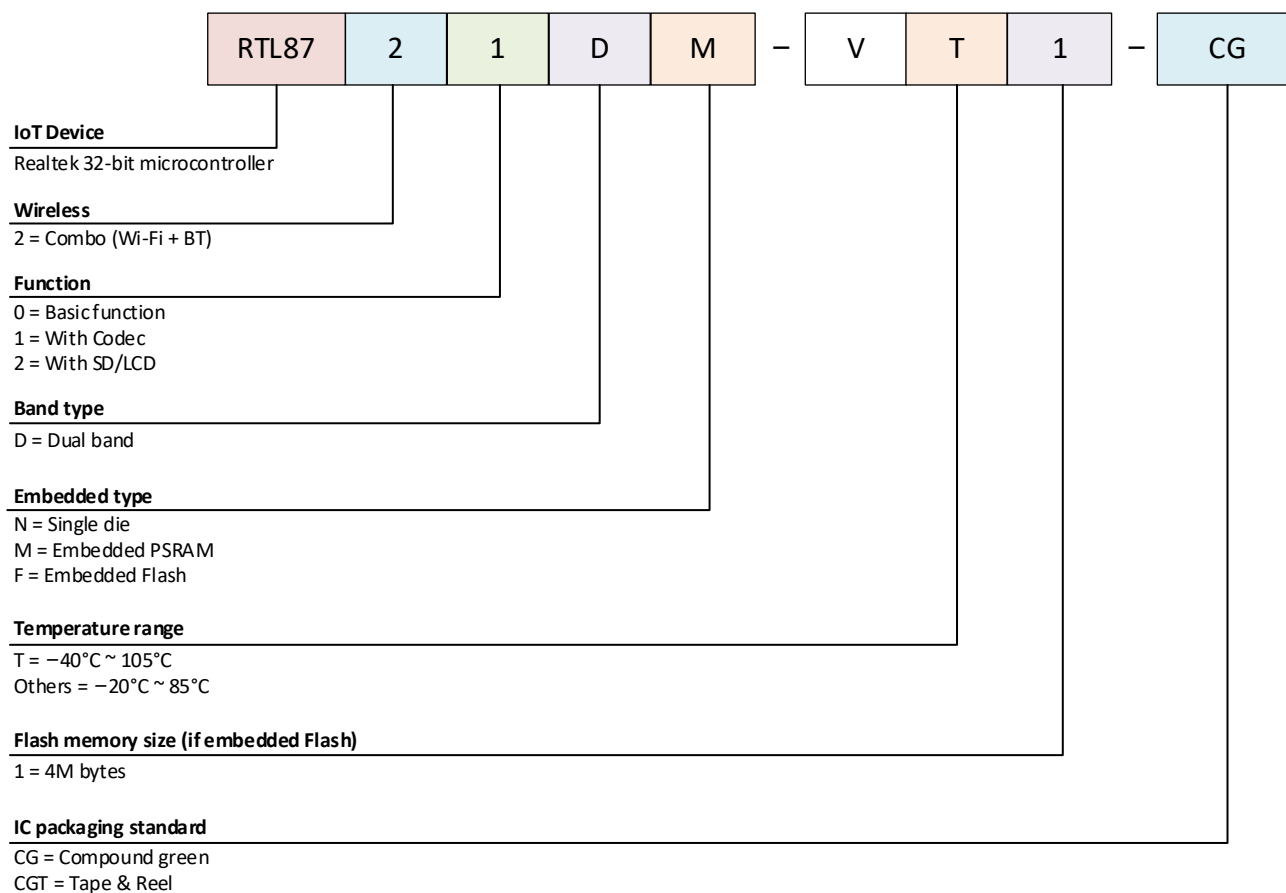 RTL87 2 1 D M – V T 1 – CG
IoT Device
Realtek 32-bit microcontroller
Wireless
2 = Combo (Wi-Fi + BT)
Function
0 = Basic function
1 = With Codec
2 = With SD/LCD
Band type
D = Dual band
Embedded type
N = Single die
M = Embedded PSRAM
F = Embedded Flash
Temperature range
T = −40°C ~ 105°C
Others = −20°C ~ 85°C
Flash memory size (if embedded Flash)
1 = 4M bytes
IC packaging standard
CG = Compound green
CGT = Tape & Reel